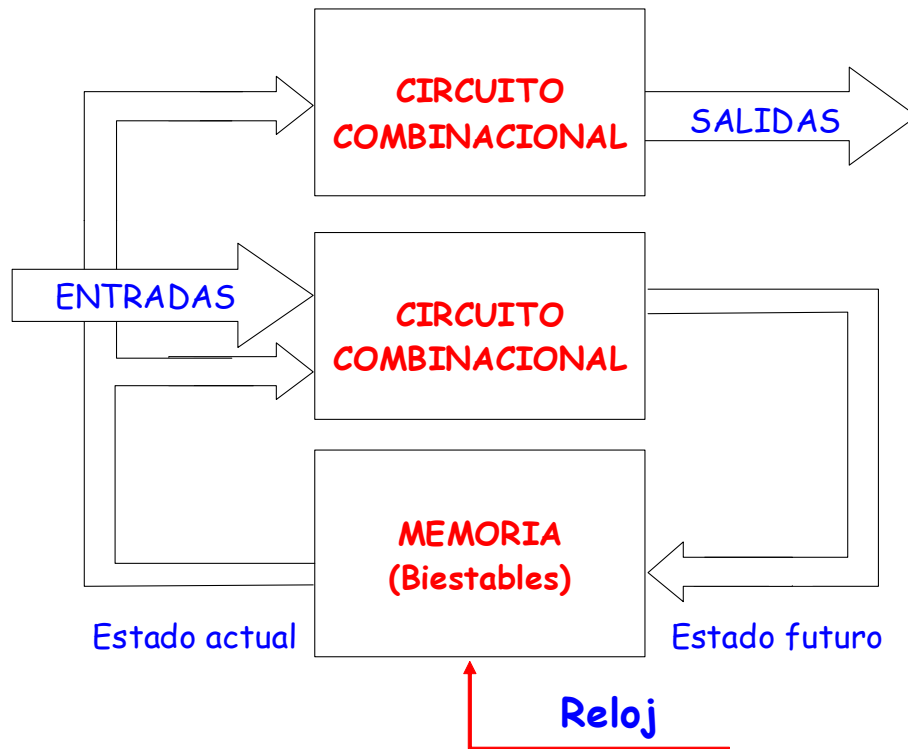 CIRCUITO
COMBINACIONAL
SALIDAS
ENTRADAS
CIRCUITO
COMBINACIONAL
MEMORIA
(Biestables)
Estado actual
Estado futuro
Reloj